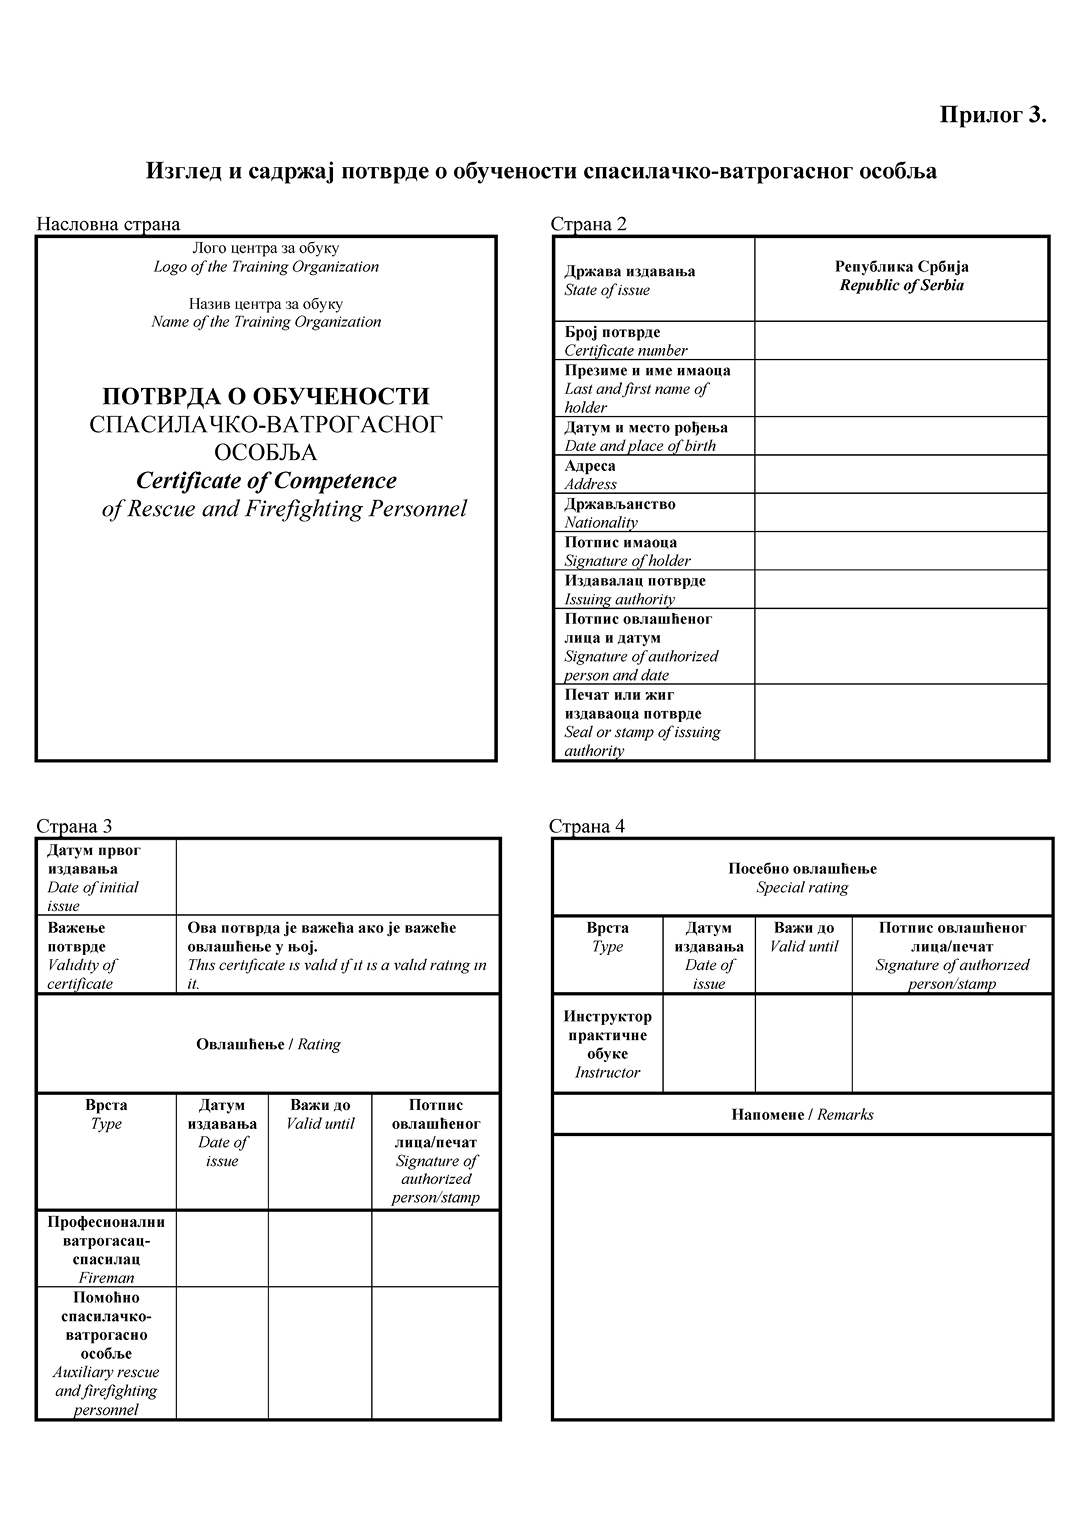 Прилог 3.
Изглед и садржај потврде о обучености спасилачко-ватрогасног особља
Насловна страна
Лого центра за обуку
Logo of the Training Organization
Назив центра за обуку
Name of the Training Organization
ПОТВРДА О ОБУЧЕНОСТИ
СПАСИЛАЧКО-ВАТРОГАСНОГ
ОСОБЉА
Certificate of Competence
of Rescue and Firefighting Personnel
Страна 2
Држава издавања
State of issue
Република Србија
Republic of Serbia
Број потврде
Certificate number
Презиме и име имаоца
Last and first name of
holder
Датум и место рођења
Date and place of birth
Адреса
Address
Држављанство
Nationality
Потпис имаоца
Signature of holder
Издавалац потврде
Issuing authority
Потпис овлашћеног
лица и датум
Signature of authorized
person and date
Печат или жиг
издаваоца потврде
Seal or stamp of issuing
authority
Страна 3
Датум првог
издавања
Date of initial
issue
Важење
потврде
Validity of
certificate
Ова потврда је важећа ако је важеће
овлашћење у њој.
This certificate is valid if it is a valid rating in
it.
Овлашћење / Rating
Врста
Type
Датум
издавања
Date of
issue
Важи до
Valid until
Потпис
овлашћеног
лица/печат
Signature of
authorized
person/stamp
Професионални
ватрогасац-
спасилац
Fireman
Помоћно
спасилачко-
ватрогасно
особље
Auxiliary rescue
and firefighting
personnel
Страна 4
Посебно овлашћење
Special rating
Врста
Type
Датум
издавања
Date of
issue
Важи до
Valid until
Потпис овлашћеног
лица/печат
Signature of authorized
person/stamp
Инструктор
практичне
обуке
Instructor
Напомене / Remarks